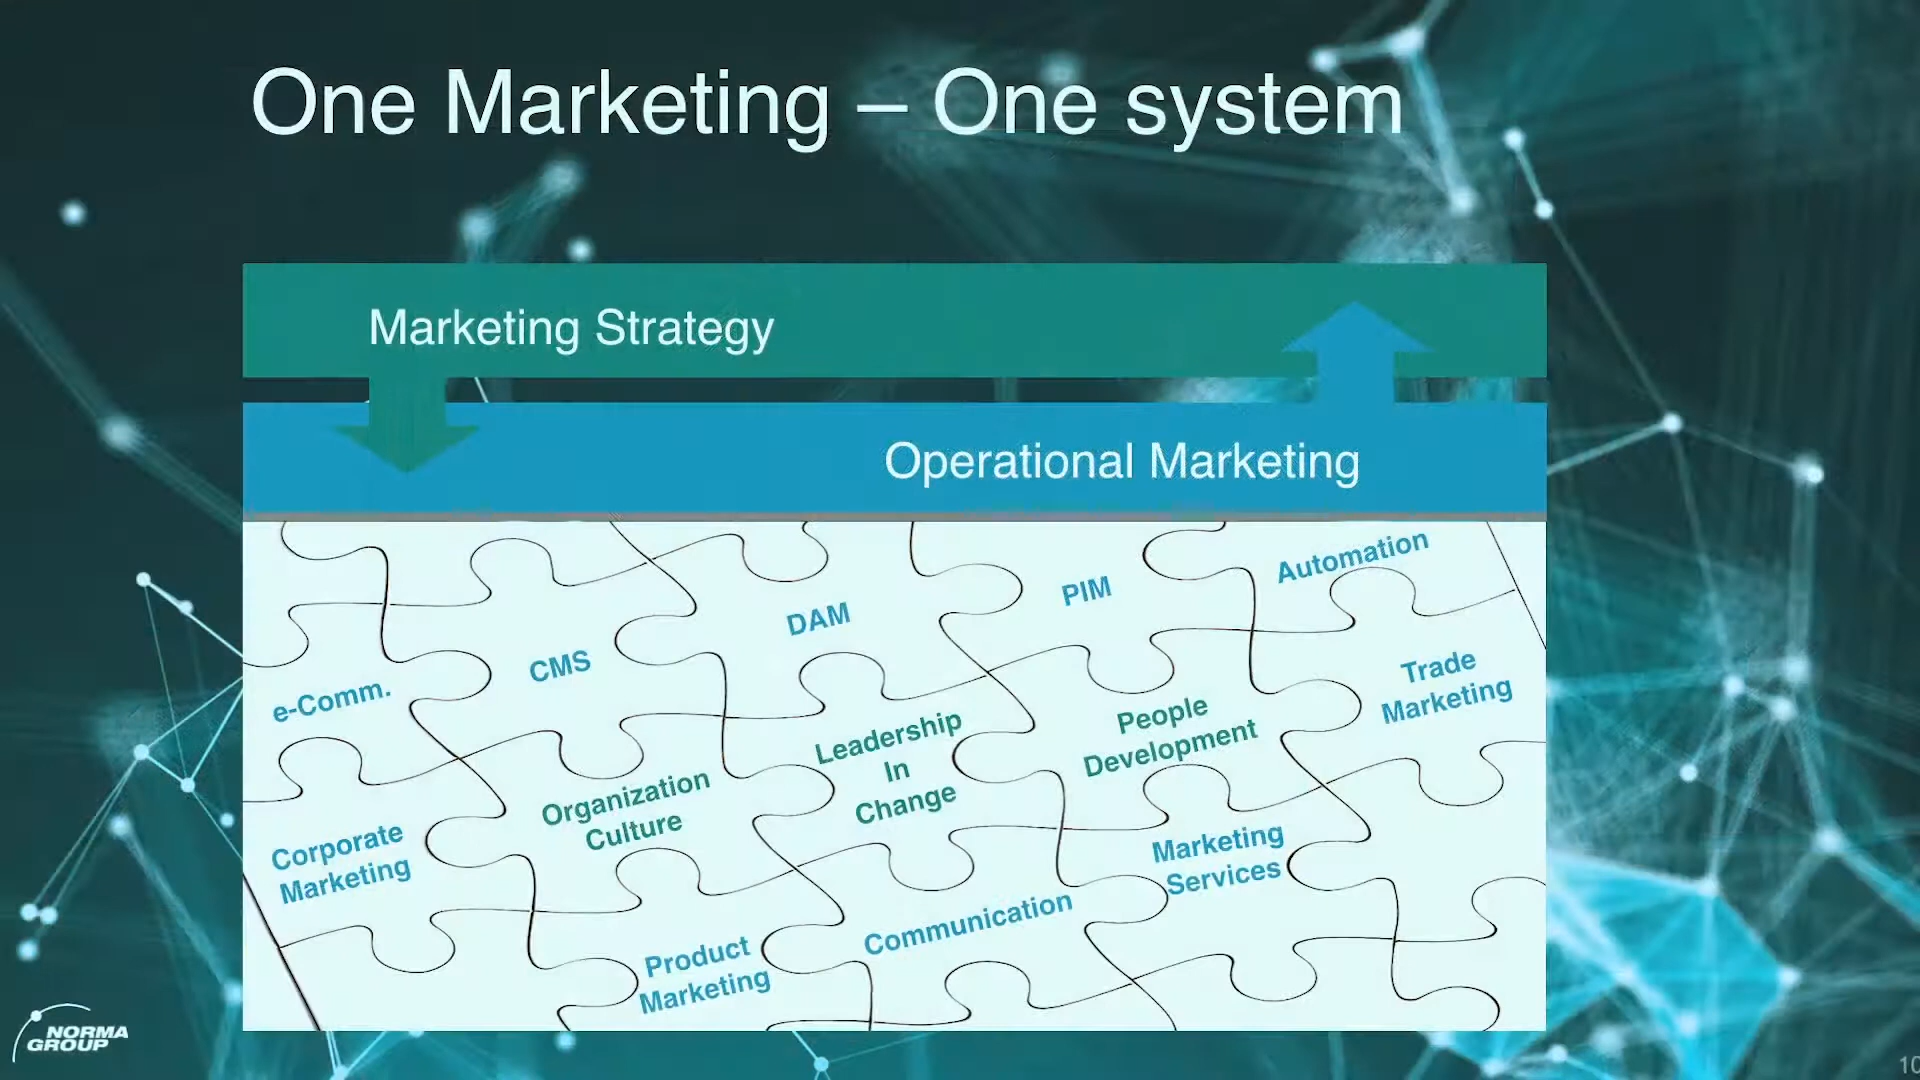 One Marketing – One system
Marketing Strategy
Operational Marketing
Automation
PIM
DAM
CMS
e-Comm.
Trade
Marketing
People
Development
Leadership
In
Change
Organization
Culture
Corporate
Marketing
Marketing
Services
Communication
Product
Marketing
NORMA
GROUP
10